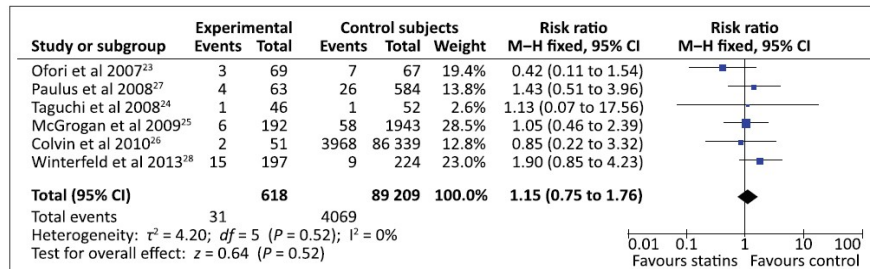 Experimental Control subjects Risk ratio Risk ratio
Study or subgroup Events Total Events Total Weight M–H fixed, 95% CI M–H fixed, 95% CI
Ofori et al 2007²³ 3 69 7 67 19.4% 0.42 (0.11 to 1.54)
Paulus et al 2008²⁷ 4 63 26 584 13.8% 1.43 (0.51 to 3.96)
Taguchi et al 2008²⁴ 1 46 1 52 2.6% 1.13 (0.07 to 17.56)
McGrogan et al 2009²⁵ 6 192 58 1943 28.5% 1.05 (0.46 to 2.39)
Colvin et al 2010²⁶ 2 51 3968 86 339 12.8% 0.85 (0.22 to 3.32)
Winterfeld et al 2013²⁸ 15 197 9 224 23.0% 1.90 (0.85 to 4.23)
Total (95% CI) 618 89 209 100.0% 1.15 (0.75 to 1.76)
Total events 31 4069
Heterogeneity: τ² = 4.20; df = 5 (P = 0.52); I² = 0%
Test for overall effect: z = 0.64 (P = 0.52)
0.01 0.1 1 10 100
Favours statins Favours control